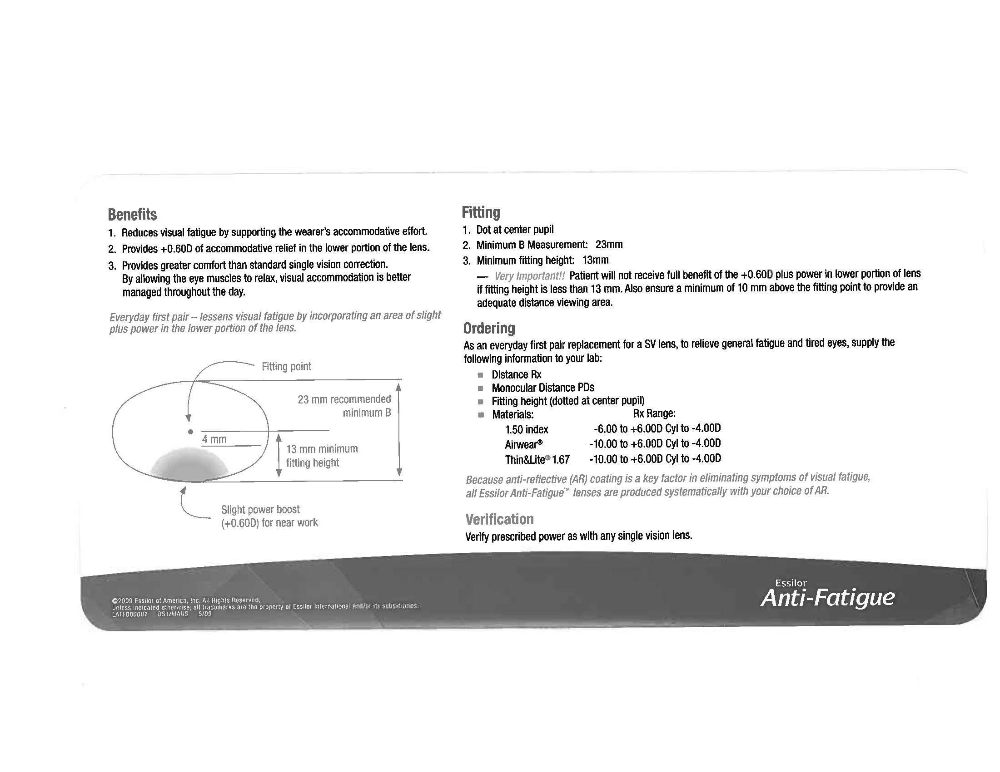 Benefits
1. Reduces visual fatigue by supporting the wearer's accommodative effort.
2. Provides +0.60D of accommodative relief in the lower portion of the lens.
3. Provides greater comfort than standard single vision correction.
By allowing the eye muscles to relax, visual accommodation is better
managed throughout the day.
Everyday first pair – lessens visual fatigue by incorporating an area of slight
plus power in the lower portion of the lens.
Fitting point
23 mm recommended
minimum B
4 mm
13 mm minimum
fitting height
Slight power boost
(+0.60D) for near work
Fitting
1. Dot at center pupil
2. Minimum B Measurement: 23mm
3. Minimum fitting height: 13mm
— Very Important!! Patient will not receive full benefit of the +0.60D plus power in lower portion of lens
if fitting height is less than 13 mm. Also ensure a minimum of 10 mm above the fitting point to provide an
adequate distance viewing area.
Ordering
As an everyday first pair replacement for a SV lens, to relieve general fatigue and tired eyes, supply the
following information to your lab:
■ Distance Rx
■ Monocular Distance PDs
■ Fitting height (dotted at center pupil)
■ Materials: Rx Range:
1.50 index -6.00 to +6.00D Cyl to -4.00D
Airwear® -10.00 to +6.00D Cyl to -4.00D
Thin&Lite® 1.67 -10.00 to +6.00D Cyl to -4.00D
Because anti-reflective (AR) coating is a key factor in eliminating symptoms of visual fatigue,
all Essilor Anti-Fatigue™ lenses are produced systematically with your choice of AR.
Verification
Verify prescribed power as with any single vision lens.
©2009 Essilor of America, Inc. All Rights Reserved.
Unless indicated otherwise, all trademarks are the property of Essilor International and/or its subsidiaries.
LATF000007 BST/MANS 5/09
Essilor
Anti-Fatigue